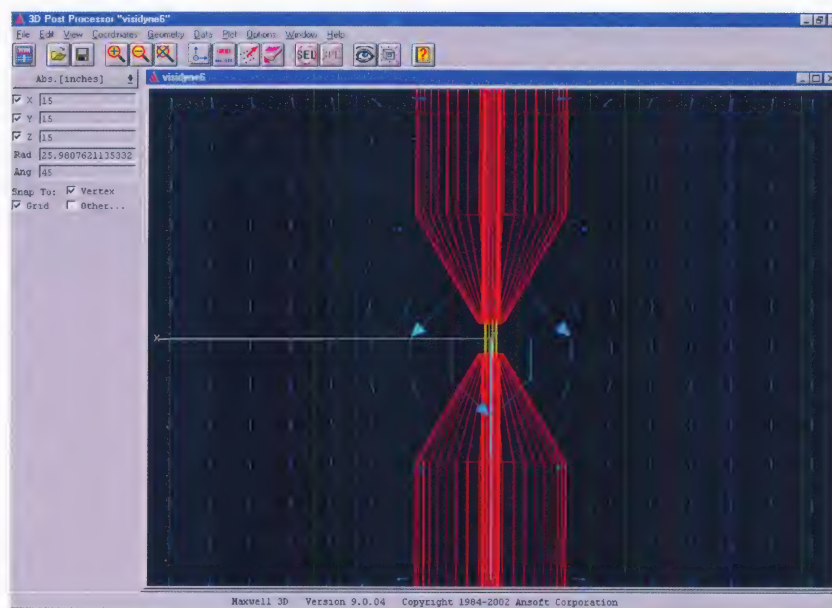 3D Post Processor "visidyne6"
File Edit View Coordinates Geometry Data Plot Options Window Help
SEL
Abs.[inches]
visidyne6
X 15
Y 15
Z 15
Rad 25.9807621135332
Ang 45
Snap To: Vertex
Grid Other...
X
Maxwell 3D Version 9.0.04 Copyright 1984-2002 Ansoft Corporation